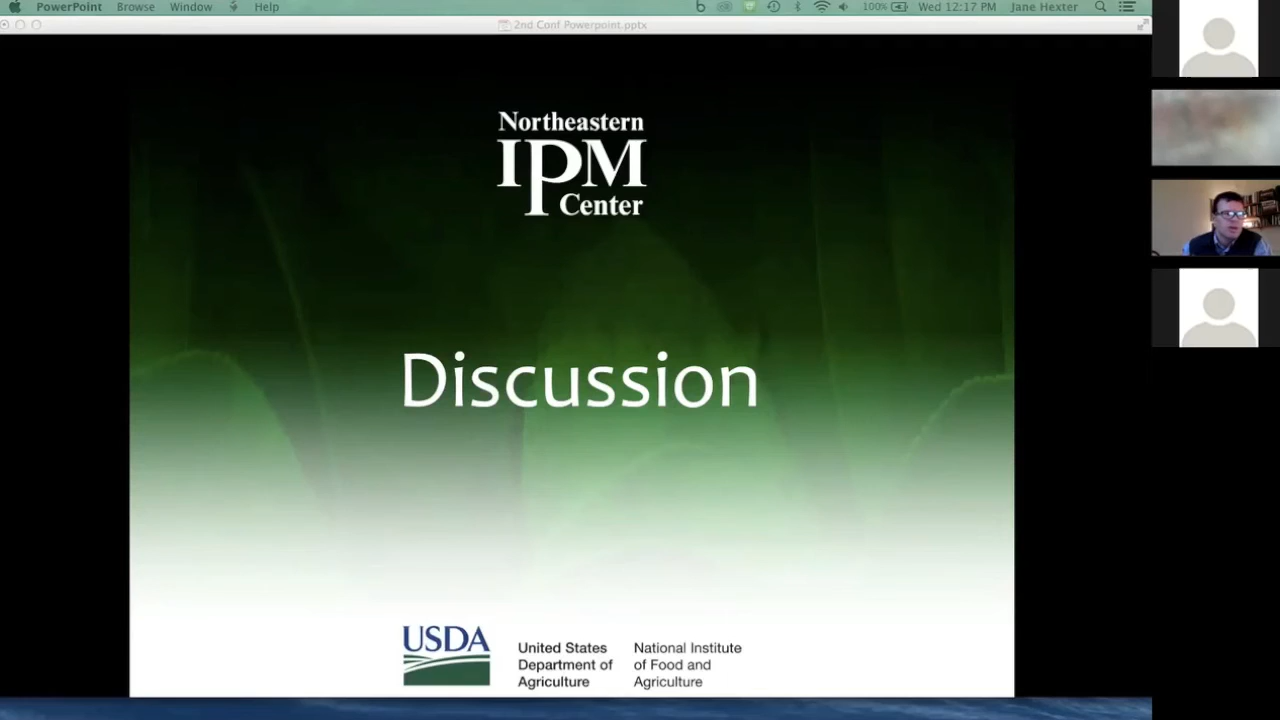 PowerPoint Browse Window Help
100% Wed 12:17 PM Jane Hexter
2nd Conf Powerpoint.pptx
Northeastern
IPM
Center
Discussion
USDA
United States
Department of
Agriculture
National Institute
of Food and
Agriculture